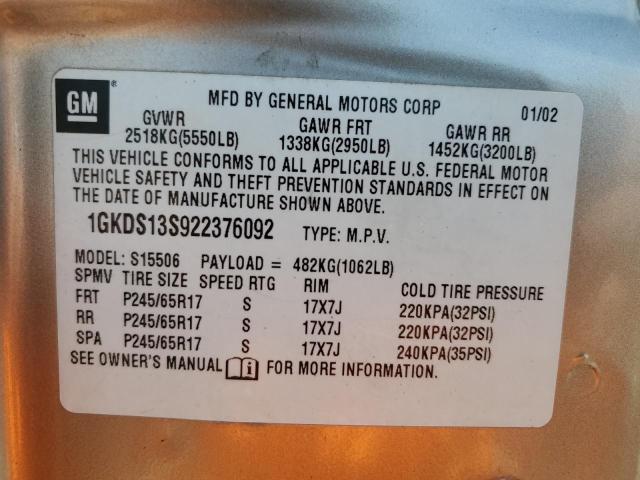 GM ®
MFD BY GENERAL MOTORS CORP 01/02
GVWR GAWR FRT GAWR RR
2518KG(5550LB) 1338KG(2950LB) 1452KG(3200LB)
THIS VEHICLE CONFORMS TO ALL APPLICABLE U.S. FEDERAL MOTOR
VEHICLE SAFETY AND THEFT PREVENTION STANDARDS IN EFFECT ON
THE DATE OF MANUFACTURE SHOWN ABOVE.
1GKDS13S922376092 TYPE: M.P.V.
MODEL: S15506 PAYLOAD = 482KG(1062LB)
SPMV TIRE SIZE SPEED RTG RIM COLD TIRE PRESSURE
FRT P245/65R17 S 17X7J 220KPA(32PSI)
RR P245/65R17 S 17X7J 220KPA(32PSI)
SPA P245/65R17 S 17X7J 240KPA(35PSI)
SEE OWNER'S MANUAL i FOR MORE INFORMATION.